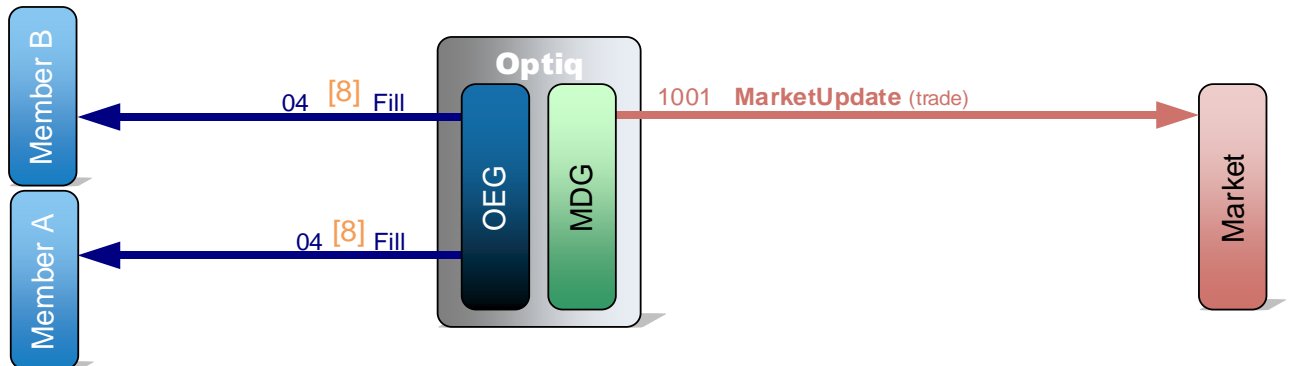 Member B
04 [8] Fill
Optiq
1001 MarketUpdate (trade)
OEG
MDG
Market
Member A
04 [8] Fill